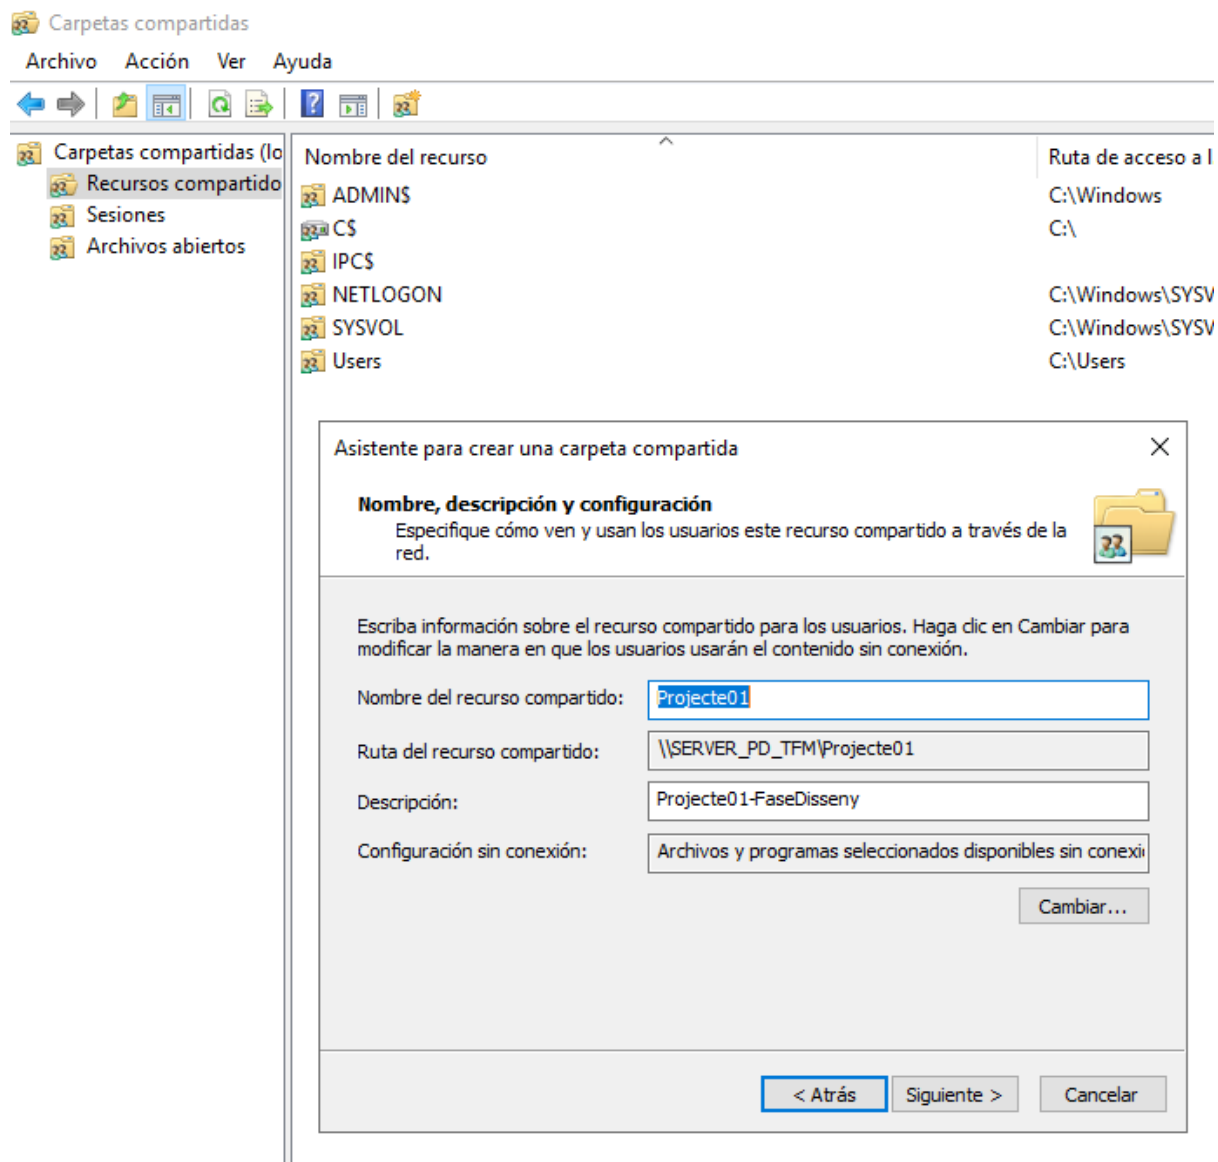 Carpetas compartidas
Archivo Acción Ver Ayuda
Carpetas compartidas (lo
Recursos compartido
Sesiones
Archivos abiertos
Nombre del recurso Ruta de acceso a l
ADMIN$ C:\Windows
C$ C:\
IPC$
NETLOGON C:\Windows\SYSV
SYSVOL C:\Windows\SYSV
Users C:\Users
Asistente para crear una carpeta compartida
Nombre, descripción y configuración
Especifique cómo ven y usan los usuarios este recurso compartido a través de la
red.
Escriba información sobre el recurso compartido para los usuarios. Haga clic en Cambiar para
modificar la manera en que los usuarios usarán el contenido sin conexión.
Nombre del recurso compartido: Projecte01
Ruta del recurso compartido: \\SERVER_PD_TFM\Projecte01
Descripción: Projecte01-FaseDisseny
Configuración sin conexión: Archivos y programas seleccionados disponibles sin conexi
Cambiar...
< Atrás Siguiente > Cancelar